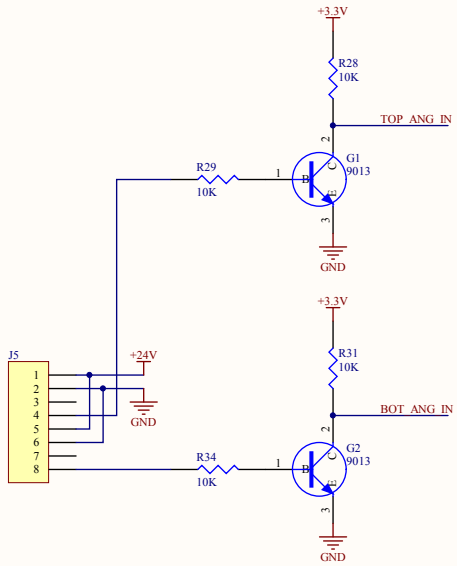 +3.3V
R28
10K
TOP_ANG_IN
2
G1
9013
C
B
E
1
R29
10K
3
GND
+3.3V
R31
10K
BOT_ANG_IN
2
G2
9013
C
B
E
1
R34
10K
3
GND
J5
+24V
1
2
3
4
5
6
7
8
GND